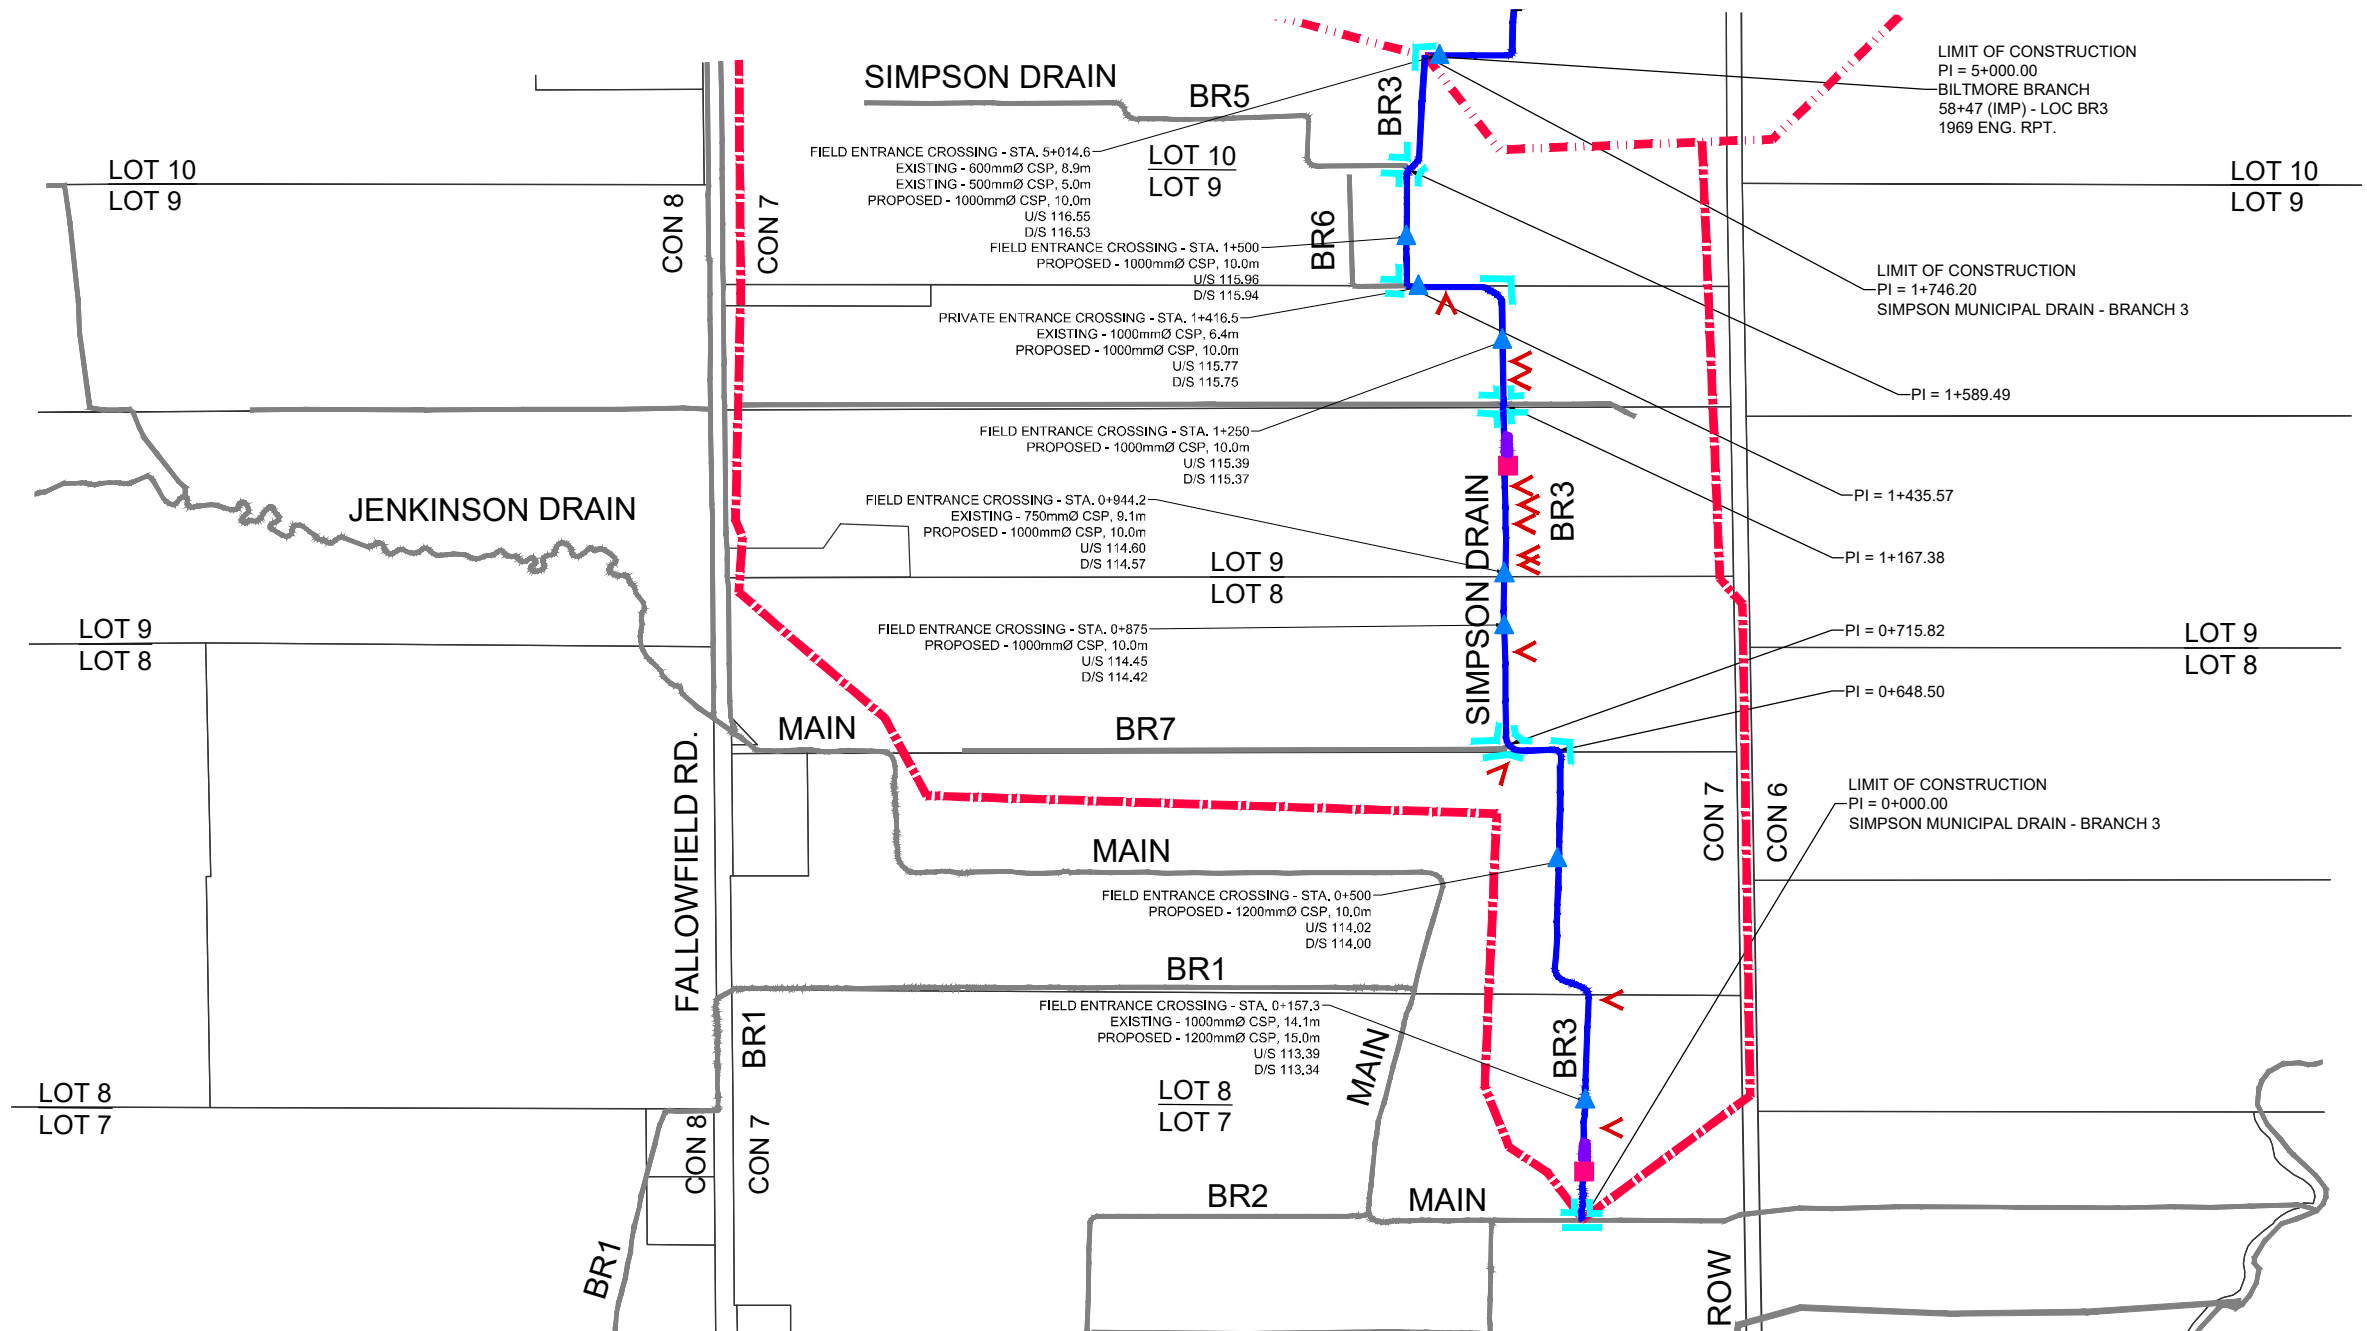 SIMPSON DRAIN
BR5
BR3
LIMIT OF CONSTRUCTION
PI = 5+000.00
BILTMORE BRANCH
58+47 (IMP) - LOC BR3
1969 ENG. RPT.
FIELD ENTRANCE CROSSING - STA. 5+014.6
EXISTING - 600mmØ CSP, 8.9m
EXISTING - 500mmØ CSP, 5.0m
PROPOSED - 1000mmØ CSP, 10.0m
U/S 116.55
D/S 116.53
LOT 10
LOT 9
LOT 10
LOT 9
LOT 10
LOT 9
CON 8
CON 7
BR6
FIELD ENTRANCE CROSSING - STA. 1+500
PROPOSED - 1000mmØ CSP, 10.0m
U/S 115.96
D/S 115.94
LIMIT OF CONSTRUCTION
PI = 1+746.20
SIMPSON MUNICIPAL DRAIN - BRANCH 3
PRIVATE ENTRANCE CROSSING - STA. 1+416.5
EXISTING - 1000mmØ CSP, 6.4m
PROPOSED - 1000mmØ CSP, 10.0m
U/S 115.77
D/S 115.75
PI = 1+589.49
FIELD ENTRANCE CROSSING - STA. 1+250
PROPOSED - 1000mmØ CSP, 10.0m
U/S 115.39
D/S 115.37
JENKINSON DRAIN
FIELD ENTRANCE CROSSING - STA. 0+944.2
EXISTING - 750mmØ CSP, 9.1m
PROPOSED - 1000mmØ CSP, 10.0m
U/S 114.60
D/S 114.57
SIMPSON DRAIN
BR3
PI = 1+435.57
PI = 1+167.38
LOT 9
LOT 8
LOT 9
LOT 8
FIELD ENTRANCE CROSSING - STA. 0+875
PROPOSED - 1000mmØ CSP, 10.0m
U/S 114.45
D/S 114.42
PI = 0+715.82
LOT 9
LOT 8
PI = 0+648.50
MAIN
BR7
FALLOWFIELD RD.
LIMIT OF CONSTRUCTION
PI = 0+000.00
SIMPSON MUNICIPAL DRAIN - BRANCH 3
CON 7
CON 6
MAIN
FIELD ENTRANCE CROSSING - STA. 0+500
PROPOSED - 1200mmØ CSP, 10.0m
U/S 114.02
D/S 114.00
BR1
BR1
FIELD ENTRANCE CROSSING - STA. 0+157.3
EXISTING - 1000mmØ CSP, 14.1m
PROPOSED - 1200mmØ CSP, 15.0m
U/S 113.39
D/S 113.34
MAIN
BR3
LOT 8
LOT 7
LOT 8
LOT 7
CON 8
CON 7
BR2
MAIN
BR1
ROW